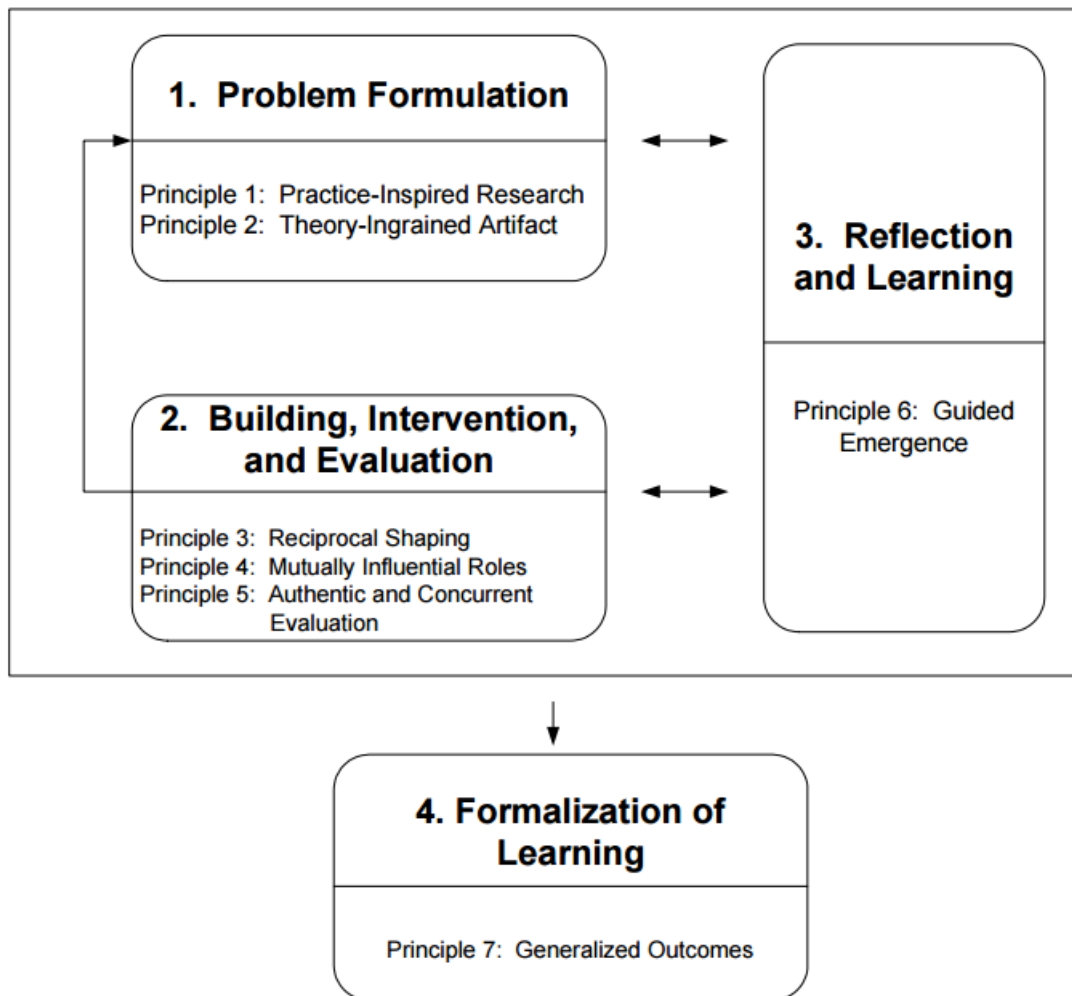 1. Problem Formulation
Principle 1: Practice-Inspired Research
Principle 2: Theory-Ingrained Artifact
2. Building, Intervention,
and Evaluation
Principle 3: Reciprocal Shaping
Principle 4: Mutually Influential Roles
Principle 5: Authentic and Concurrent
Evaluation
3. Reflection
and Learning
Principle 6: Guided
Emergence
4. Formalization of
Learning
Principle 7: Generalized Outcomes